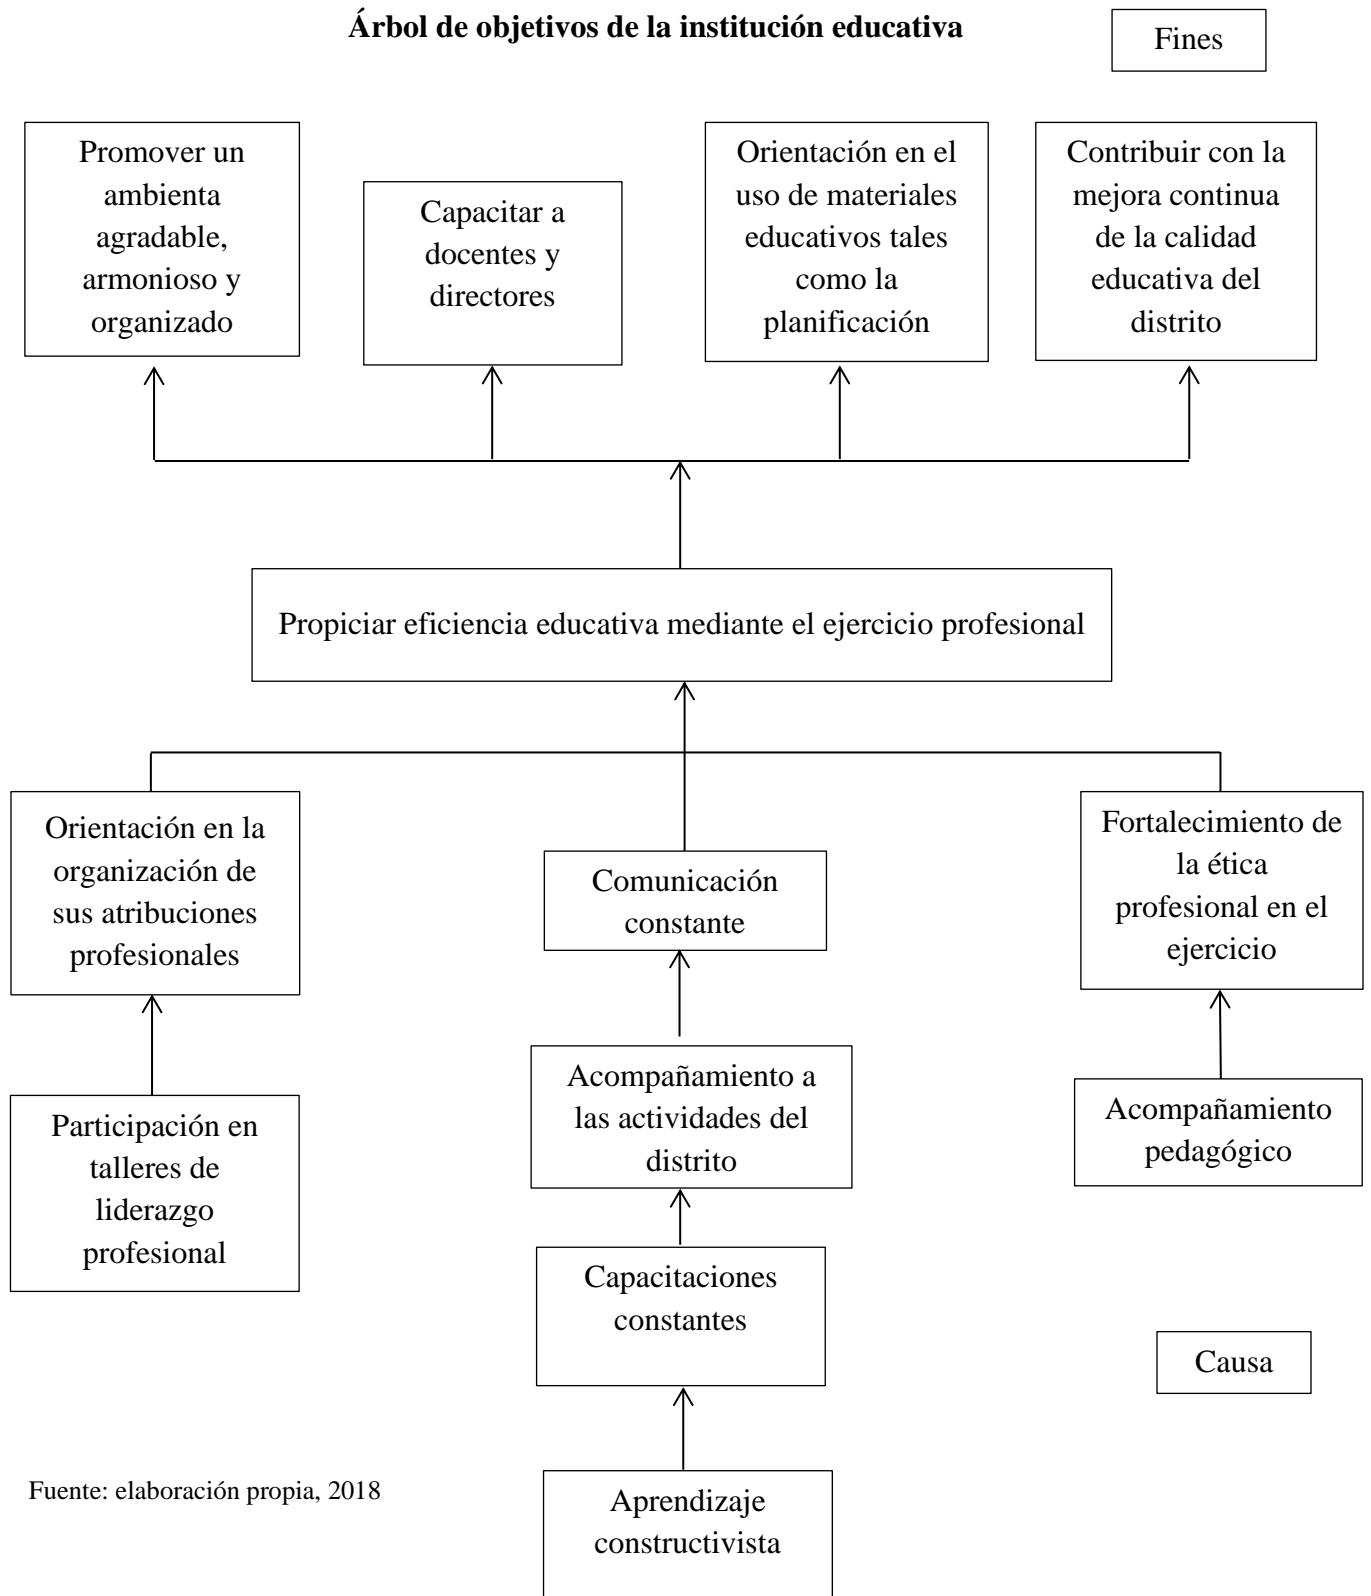 Árbol de objetivos de la institución educativa
Fines
Promover un
ambienta
agradable,
armonioso y
organizado
Capacitar a
docentes y
directores
Orientación en el
uso de materiales
educativos tales
como la
planificación
Contribuir con la
mejora continua
de la calidad
educativa del
distrito
Propiciar eficiencia educativa mediante el ejercicio profesional
Orientación en la
organización de
sus atribuciones
profesionales
Comunicación
constante
Fortalecimiento de
la ética
profesional en el
ejercicio
Participación en
talleres de
liderazgo
profesional
Acompañamiento a
las actividades del
distrito
Acompañamiento
pedagógico
Capacitaciones
constantes
Causa
Aprendizaje
constructivista
Fuente: elaboración propia, 2018